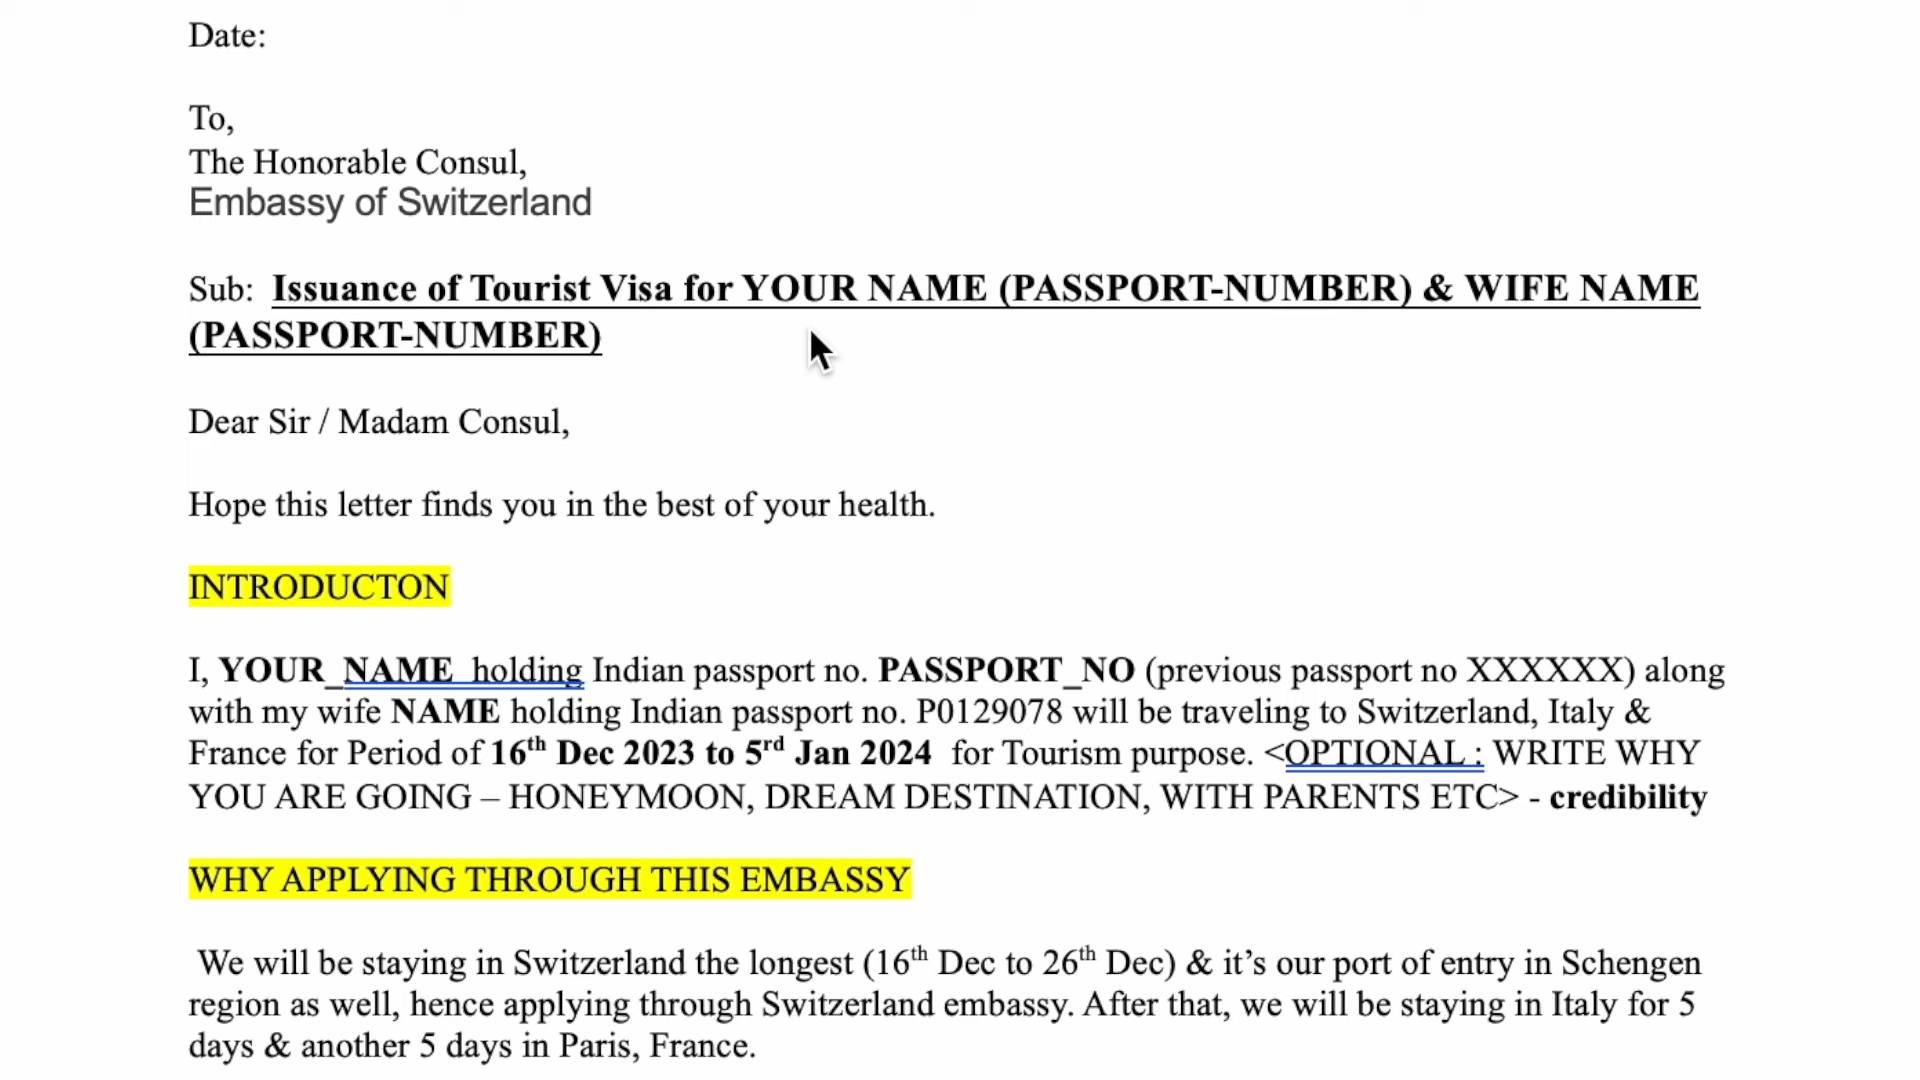 Date:
To,
The Honorable Consul,
Embassy of Switzerland
Sub: Issuance of Tourist Visa for YOUR NAME (PASSPORT-NUMBER) & WIFE NAME
(PASSPORT-NUMBER)
Dear Sir / Madam Consul,
Hope this letter finds you in the best of your health.
INTRODUCTON
I, YOUR_NAME holding Indian passport no. PASSPORT_NO (previous passport no XXXXXX) along
with my wife NAME holding Indian passport no. P0129078 will be traveling to Switzerland, Italy &
France for Period of 16th Dec 2023 to 5rd Jan 2024 for Tourism purpose. <OPTIONAL : WRITE WHY
YOU ARE GOING – HONEYMOON, DREAM DESTINATION, WITH PARENTS ETC> - credibility
WHY APPLYING THROUGH THIS EMBASSY
We will be staying in Switzerland the longest (16th Dec to 26th Dec) & it’s our port of entry in Schengen
region as well, hence applying through Switzerland embassy. After that, we will be staying in Italy for 5
days & another 5 days in Paris, France.